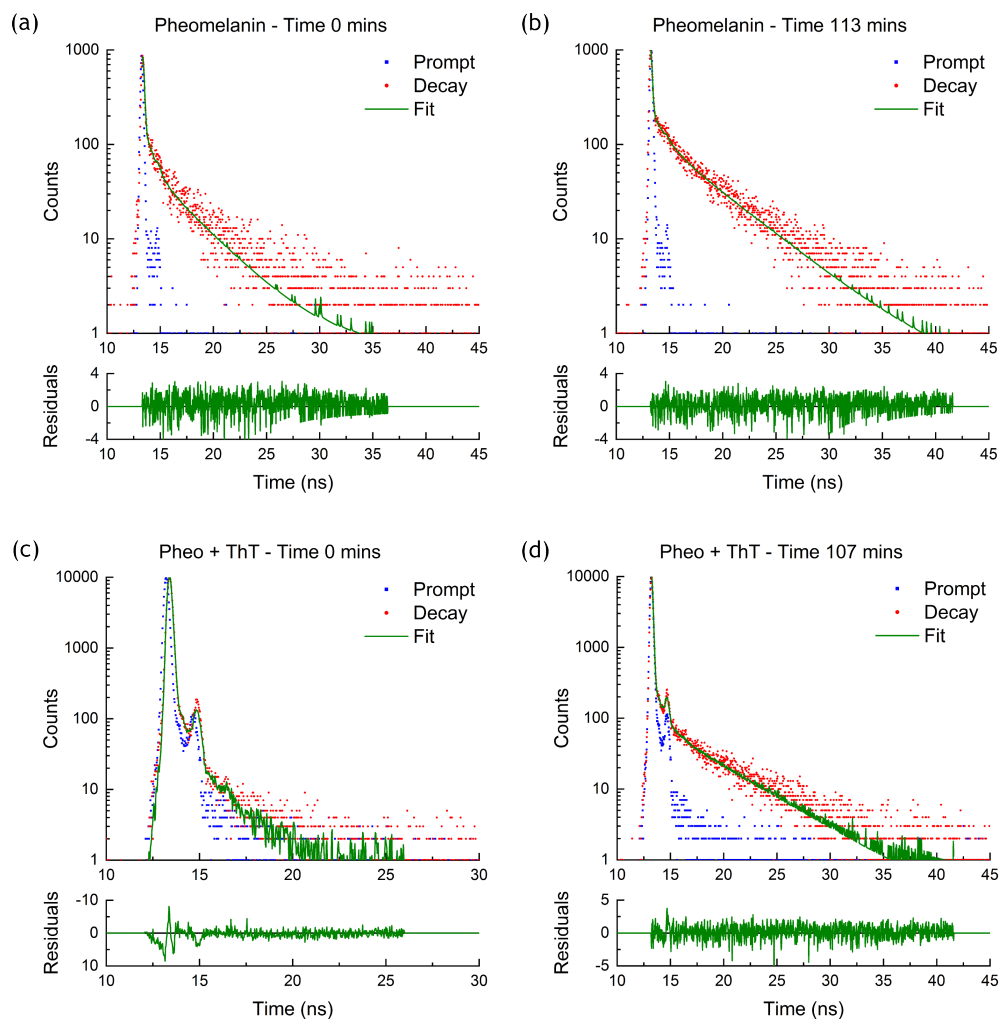 (a)
Pheomelanin - Time 0 mins
1000
100
10
1
Counts
Prompt
Decay
Fit
10 15 20 25 30 35 40 45
4
0
-4
Residuals
10 15 20 25 30 35 40 45
Time (ns)
(b)
Pheomelanin - Time 113 mins
1000
100
10
1
Counts
Prompt
Decay
Fit
10 15 20 25 30 35 40 45
4
0
-4
Residuals
10 15 20 25 30 35 40 45
Time (ns)
(c)
Pheo + ThT - Time 0 mins
10000
1000
100
10
1
Counts
Prompt
Decay
Fit
10 15 20 25 30
-10
0
10
Residuals
10 15 20 25 30
Time (ns)
(d)
Pheo + ThT - Time 107 mins
10000
1000
100
10
1
Counts
Prompt
Decay
Fit
10 15 20 25 30 35 40 45
5
0
-5
Residuals
10 15 20 25 30 35 40 45
Time (ns)